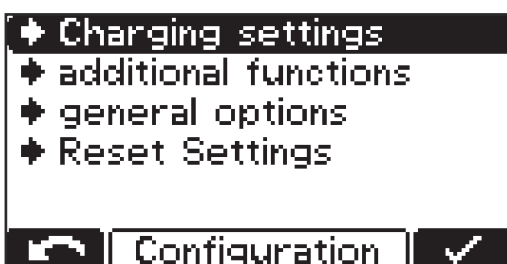 Charging settings
additional functions
general options
Reset Settings
Configuration